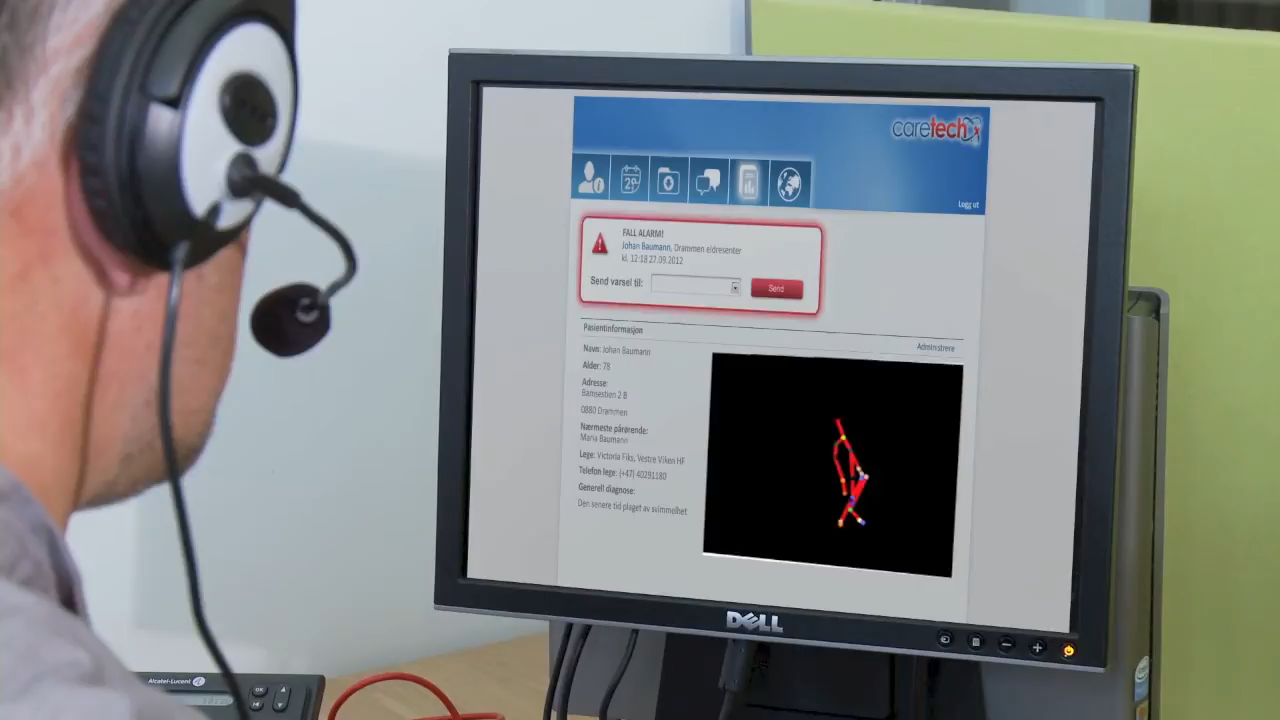 caretech
29
Logg ut
FALL ALARM!
Johan Baumann, Drammen eldresenter
kl. 12:18 27.09.2012
Send varsel til:
Send
Pasientinformasjon
Administrere
Navn: Johan Baumann
Alder: 78
Adresse:
Bamsestien 2 B
0880 Drammen
Nærmeste pårørende:
Maria Baumann
Lege: Victoria Fiks, Vestre Viken HF
Telefon lege: (+47) 40291180
Generell diagnose:
Den senere tid plaget av svimmelhet
DELL
Alcatel-Lucent
OK